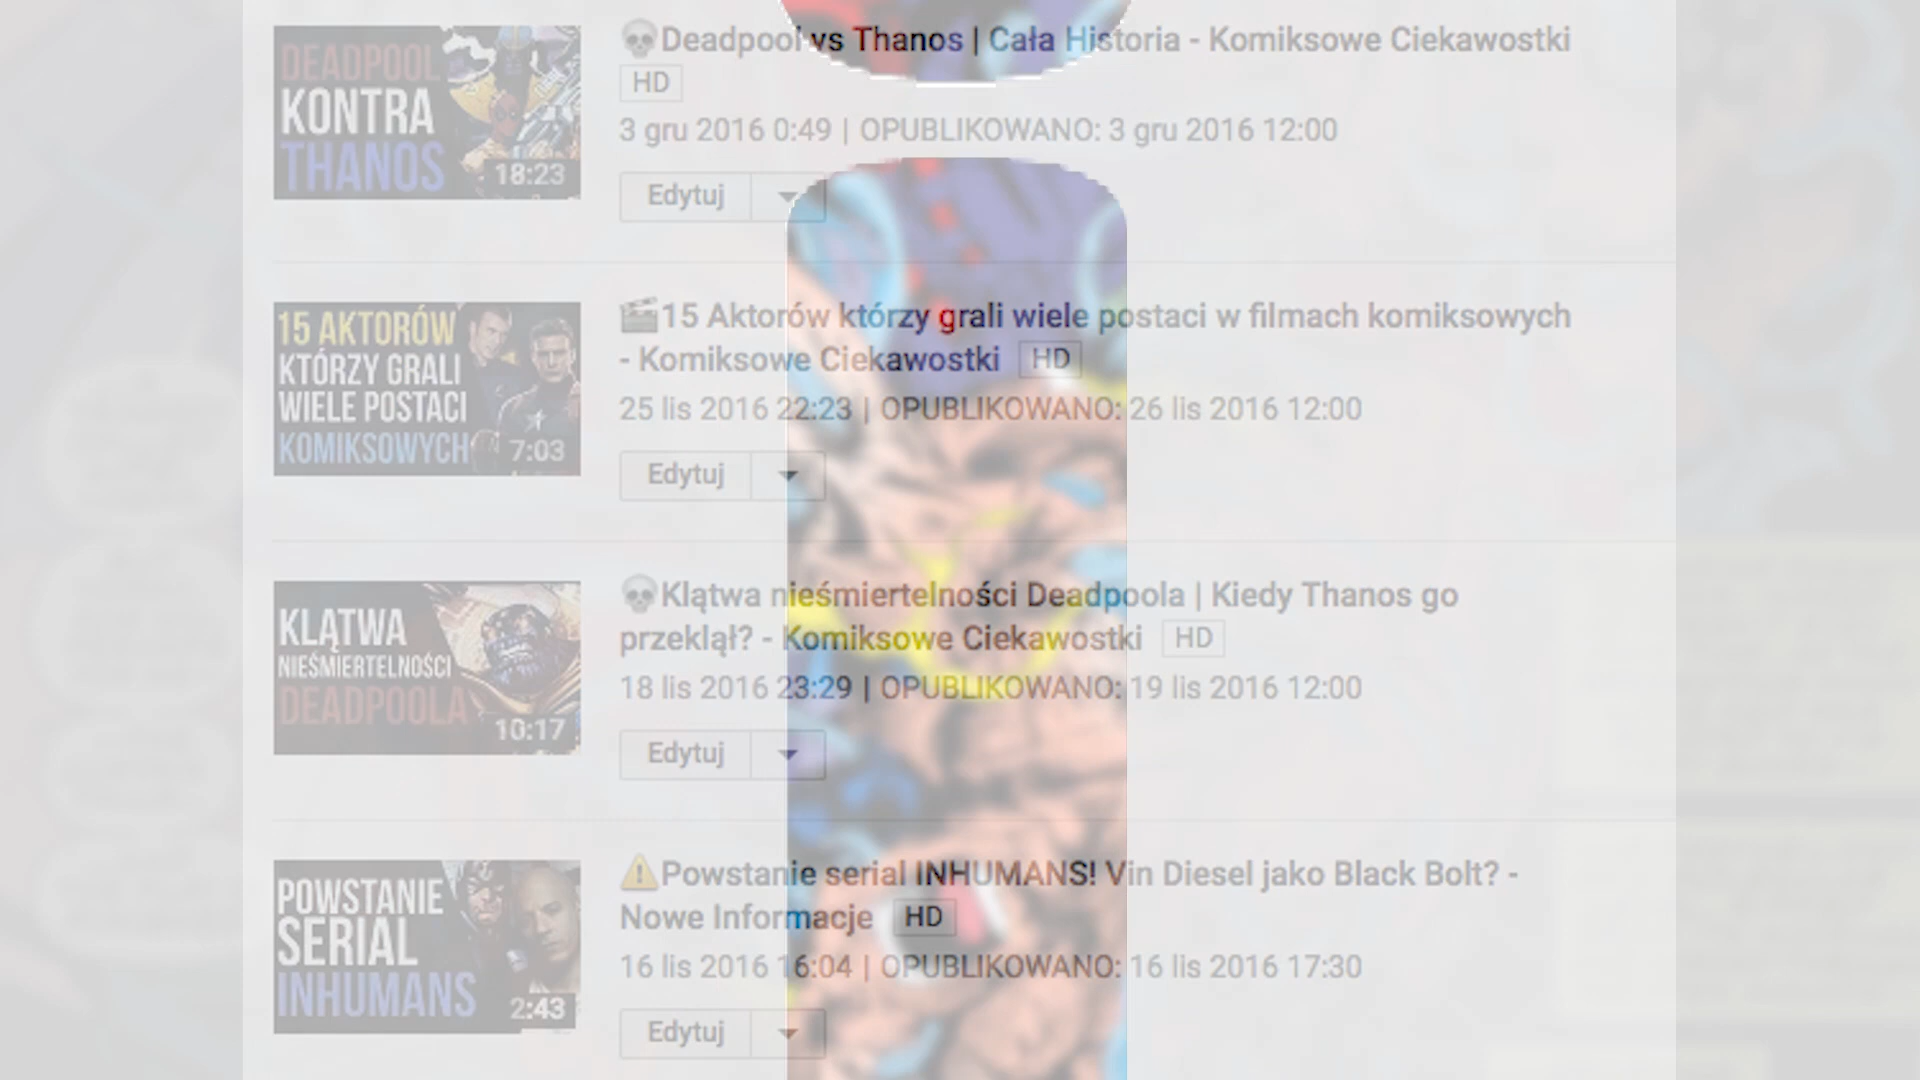 DEADPOOL
KONTRA
THANOS
18:23
💀Deadpool vs Thanos | Cała Historia - Komiksowe Ciekawostki
HD
3 gru 2016 0:49 | OPUBLIKOWANO: 3 gru 2016 12:00
Edytuj
15 AKTORÓW
KTÓRZY GRALI
WIELE POSTACI
KOMIKSOWYCH
7:03
🎬15 Aktorów którzy grali wiele postaci w filmach komiksowych
- Komiksowe Ciekawostki HD
25 lis 2016 22:23 | OPUBLIKOWANO: 26 lis 2016 12:00
Edytuj
KLĄTWA
NIEŚMIERTELNOŚCI
DEADPOOLA
10:17
💀Klątwa nieśmiertelności Deadpoola | Kiedy Thanos go
przeklął? - Komiksowe Ciekawostki HD
18 lis 2016 23:29 | OPUBLIKOWANO: 19 lis 2016 12:00
Edytuj
POWSTANIE
SERIAL
INHUMANS
2:43
⚠️Powstanie serial INHUMANS! Vin Diesel jako Black Bolt? -
Nowe Informacje HD
16 lis 2016 16:04 | OPUBLIKOWANO: 16 lis 2016 17:30
Edytuj